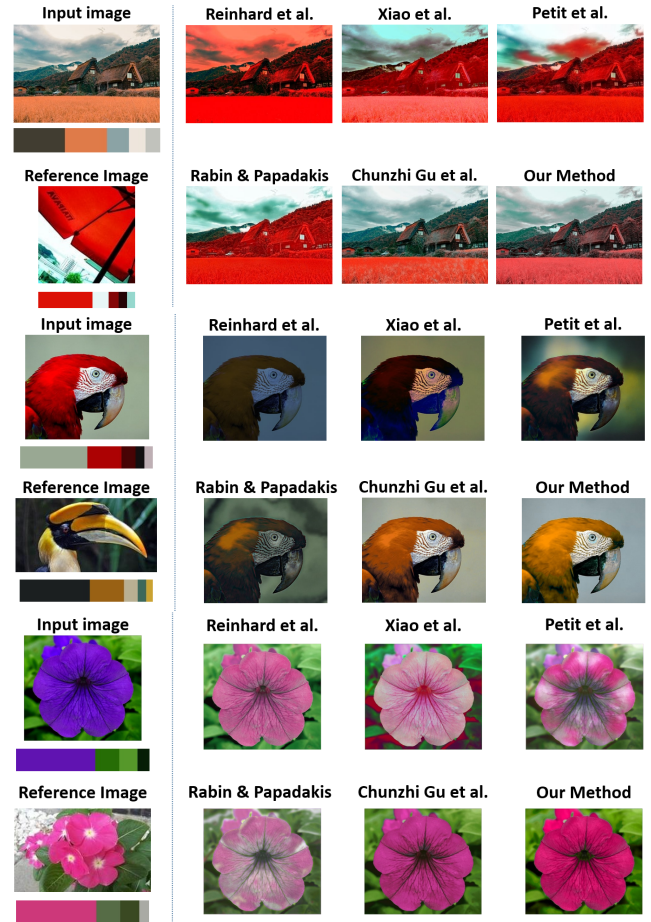 Input image
Reinhard et al.
Xiao et al.
Petit et al.
Reference Image
Rabin & Papadakis
Chunzhi Gu et al.
Our Method
Input image
Reinhard et al.
Xiao et al.
Petit et al.
Reference Image
Rabin & Papadakis
Chunzhi Gu et al.
Our Method
Input image
Reinhard et al.
Xiao et al.
Petit et al.
Reference Image
Rabin & Papadakis
Chunzhi Gu et al.
Our Method